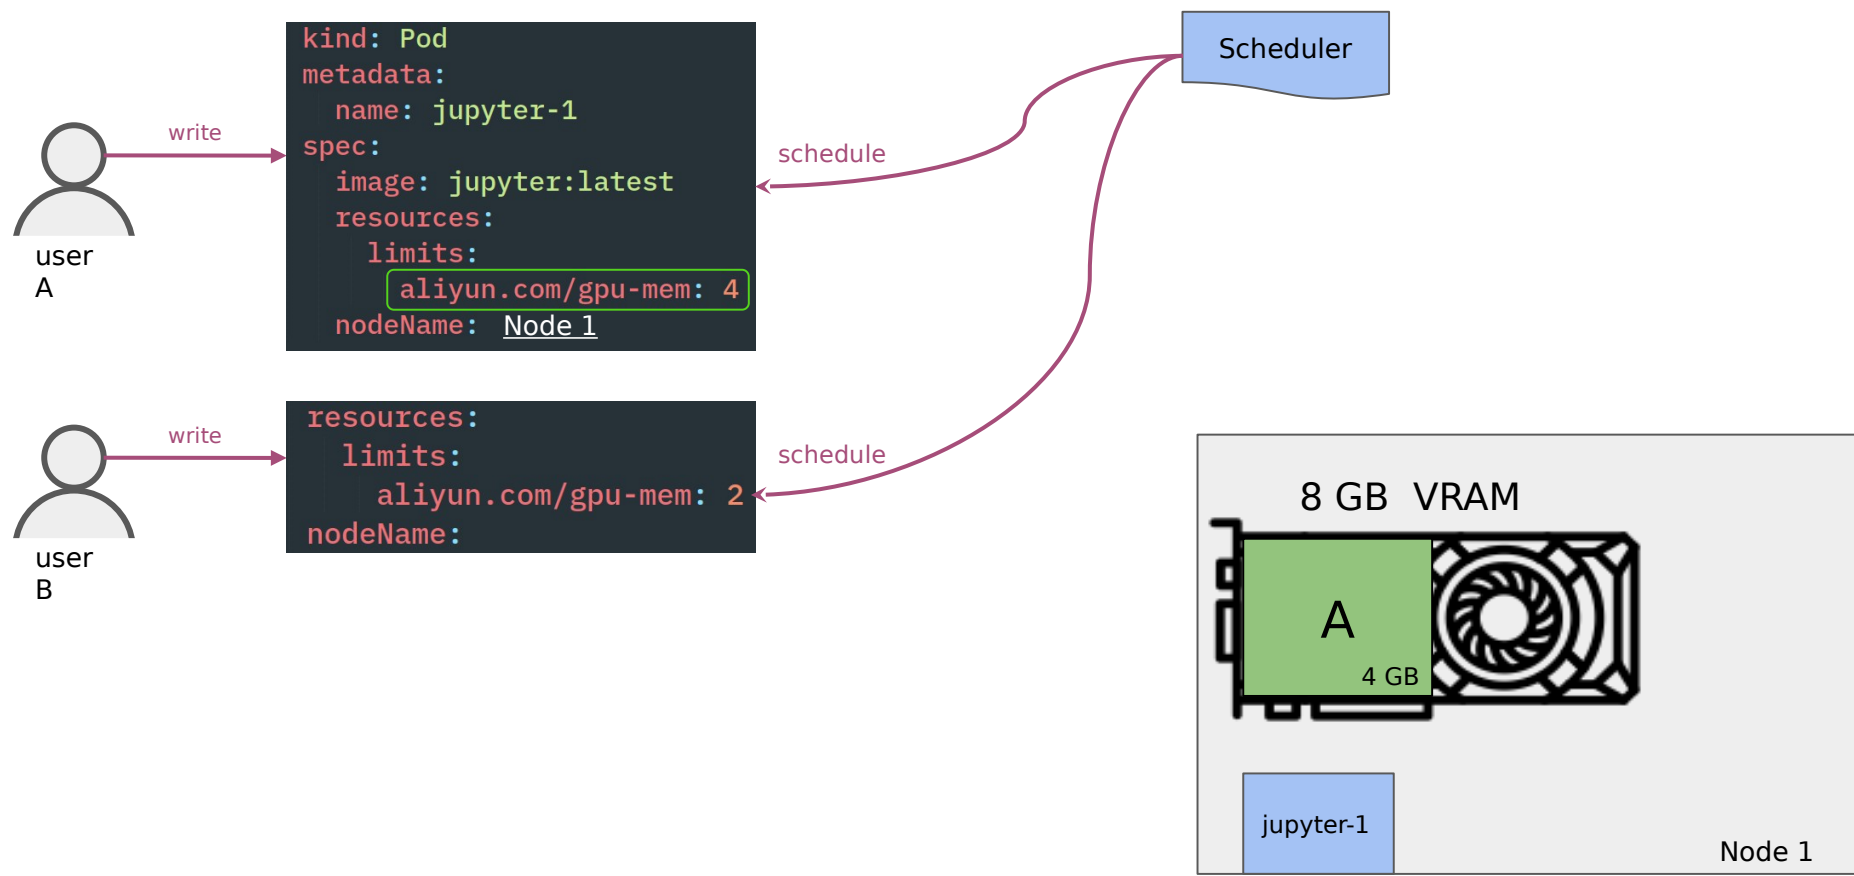 kind: Pod
metadata:
name: jupyter-1
spec:
image: jupyter:latest
resources:
limits:
aliyun.com/gpu-mem: 4
nodeName: Node 1
write
user
A
schedule
Scheduler
resources:
limits:
aliyun.com/gpu-mem: 2
nodeName:
write
user
B
schedule
8 GB VRAM
A
4 GB
jupyter-1
Node 1